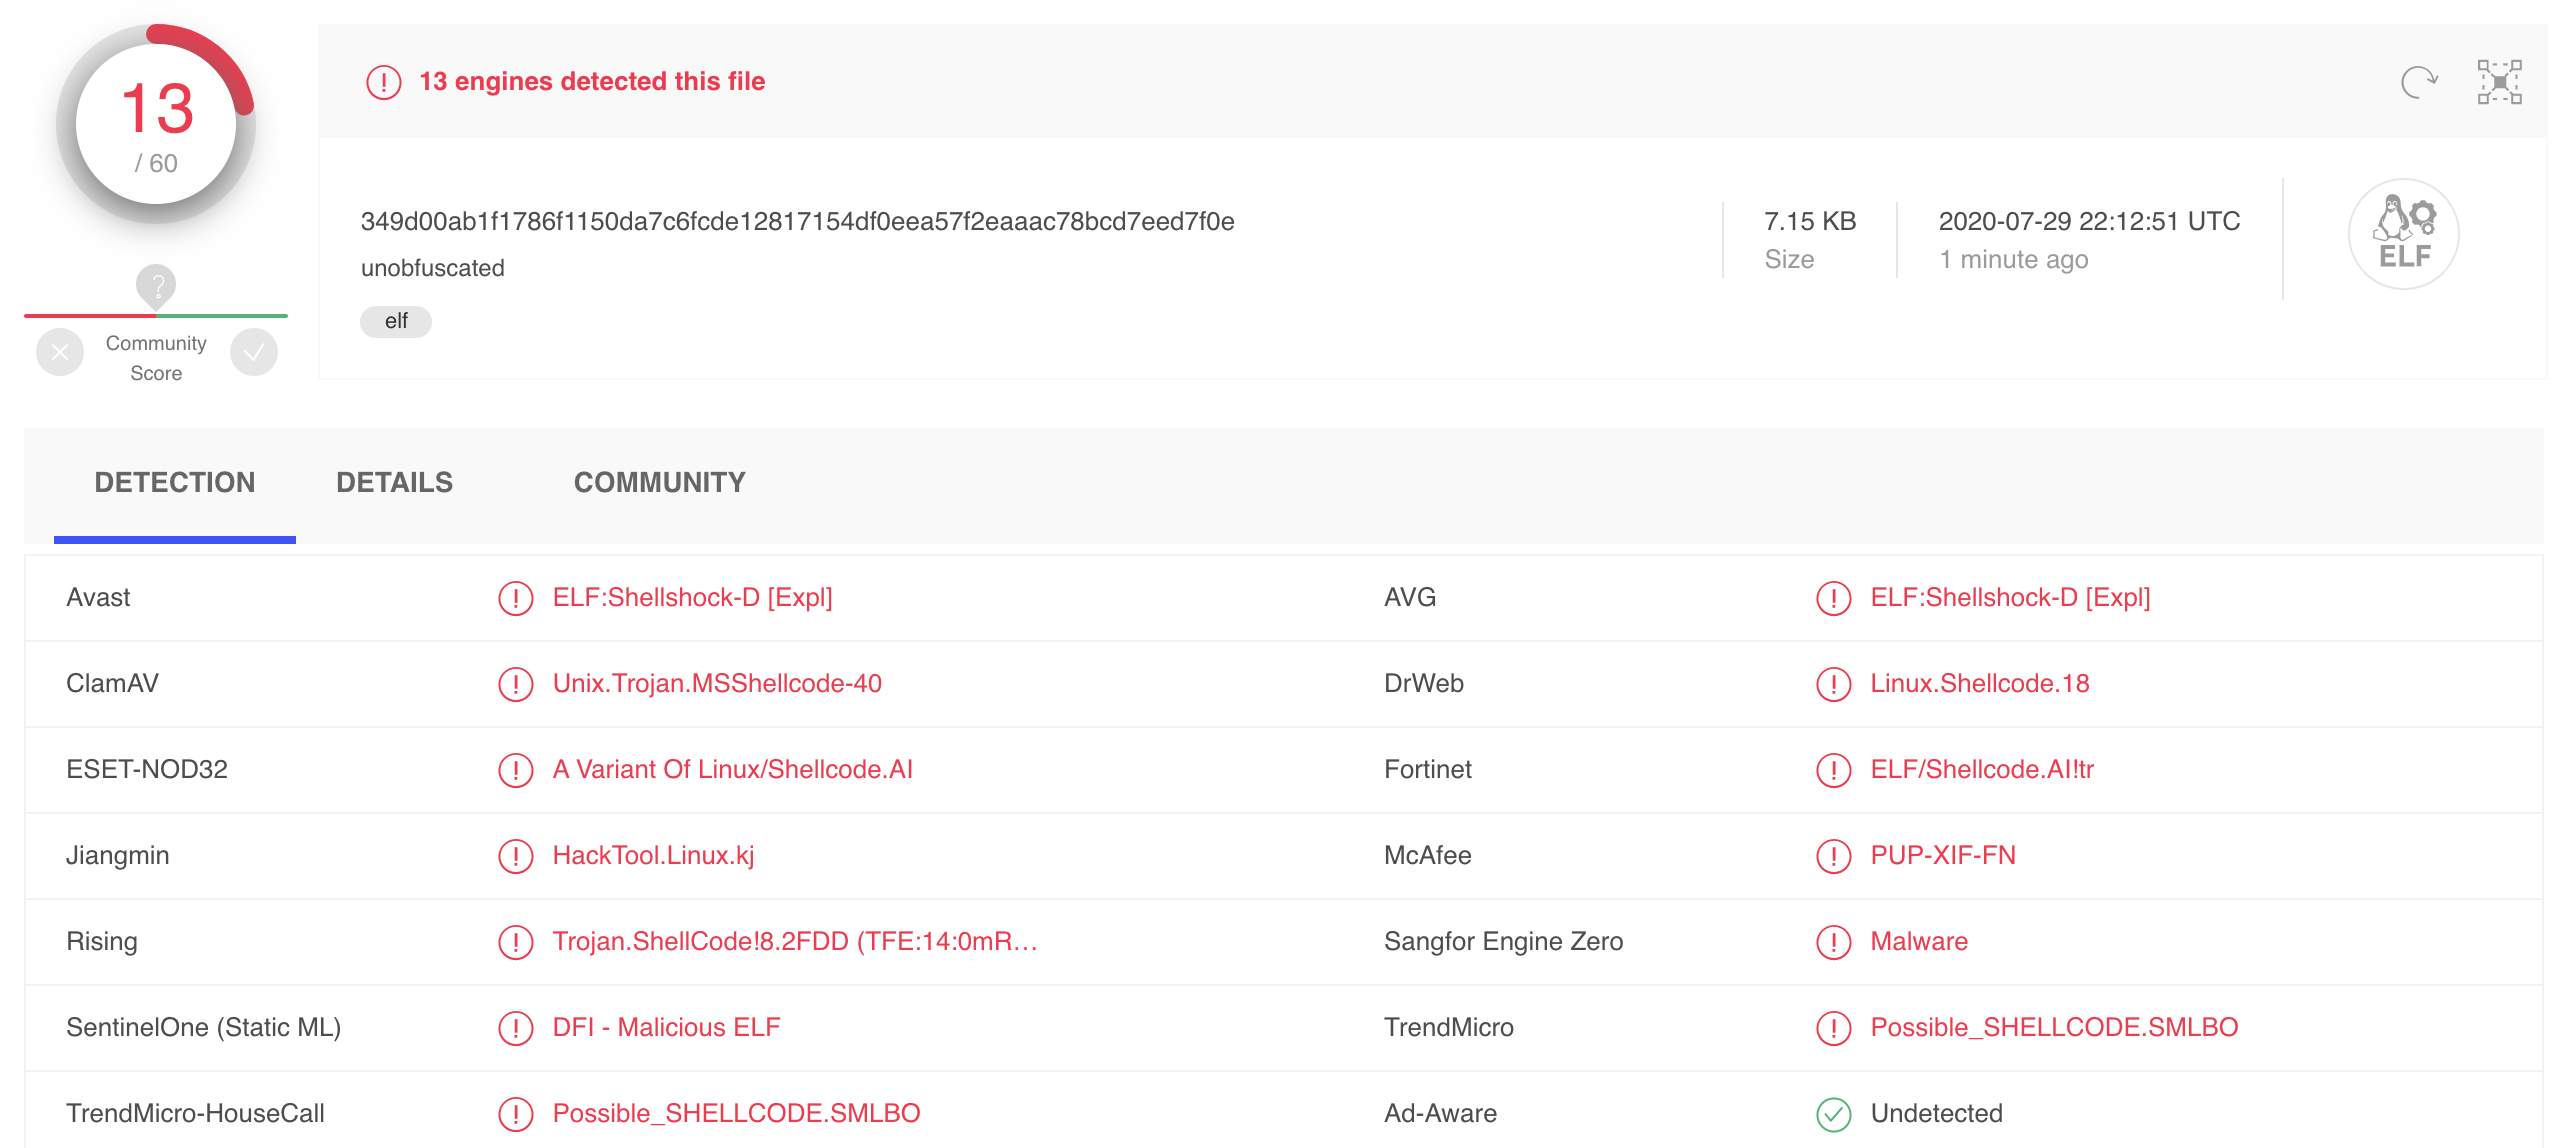 13
/ 60
?
Community
Score
13 engines detected this file
349d00ab1f1786f1150da7c6fcde12817154df0eea57f2eaaac78bcd7eed7f0e
unobfuscated
elf
7.15 KB
Size
2020-07-29 22:12:51 UTC
1 minute ago
ELF
DETECTION DETAILS COMMUNITY
Avast ELF:Shellshock-D [Expl] AVG ELF:Shellshock-D [Expl]
ClamAV Unix.Trojan.MSShellcode-40 DrWeb Linux.Shellcode.18
ESET-NOD32 A Variant Of Linux/Shellcode.AI Fortinet ELF/Shellcode.AI!tr
Jiangmin HackTool.Linux.kj McAfee PUP-XIF-FN
Rising Trojan.ShellCode!8.2FDD (TFE:14:0mR… Sangfor Engine Zero Malware
SentinelOne (Static ML) DFI - Malicious ELF TrendMicro Possible_SHELLCODE.SMLBO
TrendMicro-HouseCall Possible_SHELLCODE.SMLBO Ad-Aware Undetected